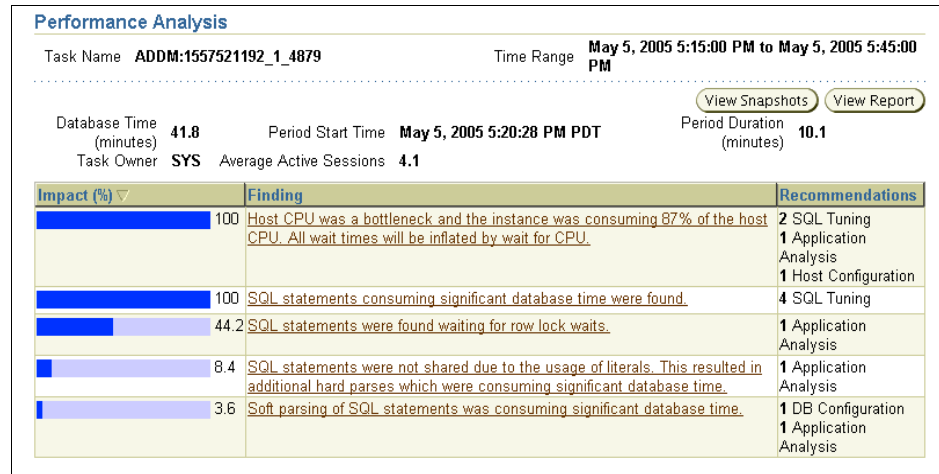 Performance Analysis
Task Name ADDM:1557521192_1_4879 Time Range May 5, 2005 5:15:00 PM to May 5, 2005 5:45:00
PM
View Snapshots View Report
Database Time
(minutes) 41.8 Period Start Time May 5, 2005 5:20:28 PM PDT Period Duration
(minutes) 10.1
Task Owner SYS Average Active Sessions 4.1
Impact (%) Finding Recommendations
100 Host CPU was a bottleneck and the instance was consuming 87% of the host
CPU. All wait times will be inflated by wait for CPU.
2 SQL Tuning
1 Application
Analysis
1 Host Configuration
100 SQL statements consuming significant database time were found. 4 SQL Tuning
44.2 SQL statements were found waiting for row lock waits. 1 Application
Analysis
8.4 SQL statements were not shared due to the usage of literals. This resulted in
additional hard parses which were consuming significant database time.
1 Application
Analysis
3.6 Soft parsing of SQL statements was consuming significant database time. 1 DB Configuration
1 Application
Analysis